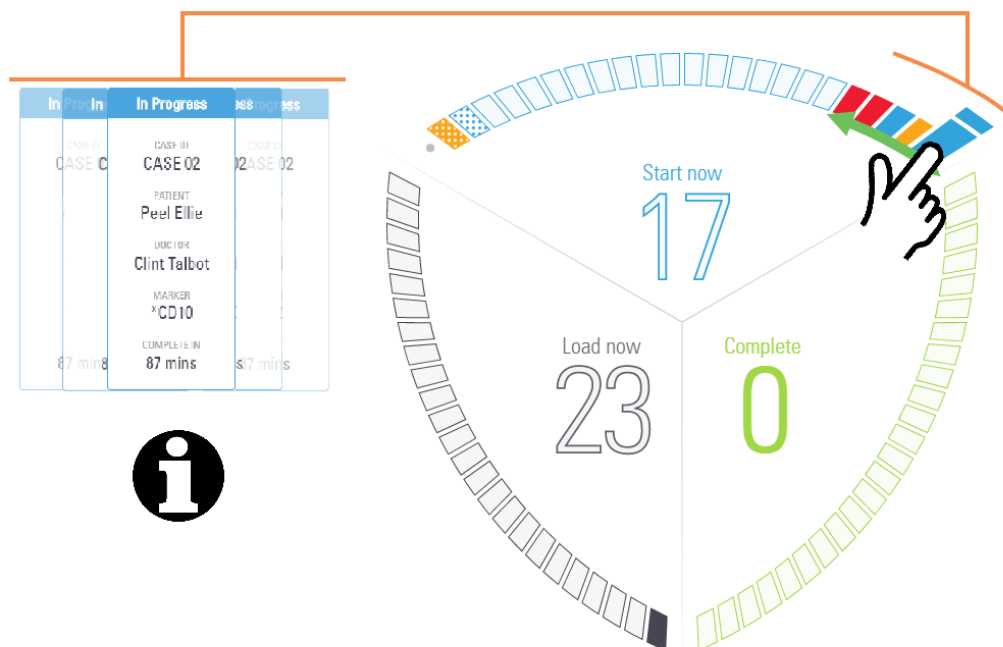 In Progress
CASE ID
CASE 02
PATIENT
Peel Ellie
DOCTOR
Clint Talbot
MARKER
*CD10
COMPLETE IN
87 mins
Start now
17
Load now
23
Complete
0